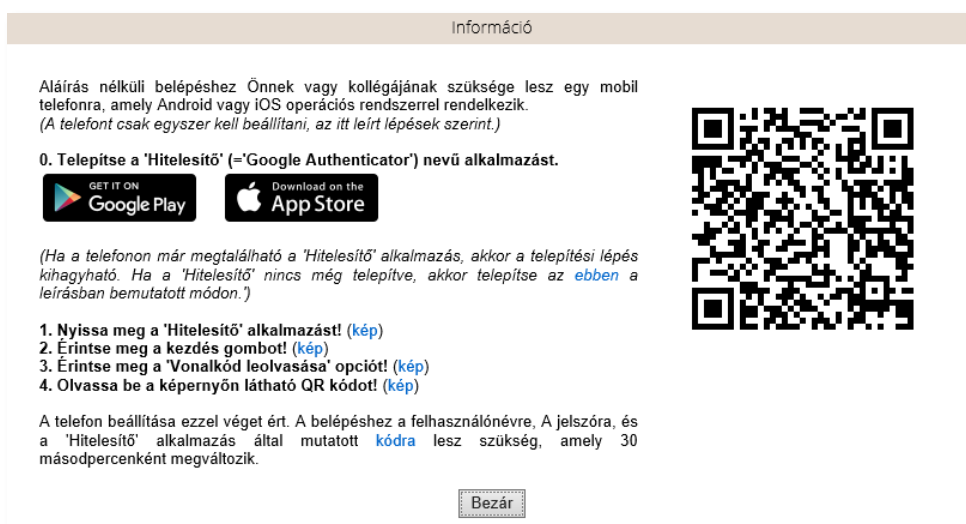 Információ
Aláírás nélküli belépéshez Önnek vagy kollégájának szüksége lesz egy mobil
telefonra, amely Android vagy iOS operációs rendszerrel rendelkezik.
(A telefont csak egyszer kell beállítani, az itt leírt lépések szerint.)
0. Telepítse a 'Hitelesítő' (='Google Authenticator') nevű alkalmazást.
GET IT ON
Google Play
Download on the
App Store
(Ha a telefonon már megtalálható a 'Hitelesítő' alkalmazás, akkor a telepítési lépés
kihagyható. Ha a 'Hitelesítő' nincs még telepítve, akkor telepítse az ebben a
leírásban bemutatott módon.')
1. Nyissa meg a 'Hitelesítő' alkalmazást! (kép)
2. Érintse meg a kezdés gombot! (kép)
3. Érintse meg a 'Vonalkód leolvasása' opciót! (kép)
4. Olvassa be a képernyőn látható QR kódot! (kép)
A telefon beállítása ezzel véget ért. A belépéshez a felhasználónévre, A jelszóra, és
a 'Hitelesítő' alkalmazás által mutatott kódra lesz szükség, amely 30
másodpercenként megváltozik.
Bezár